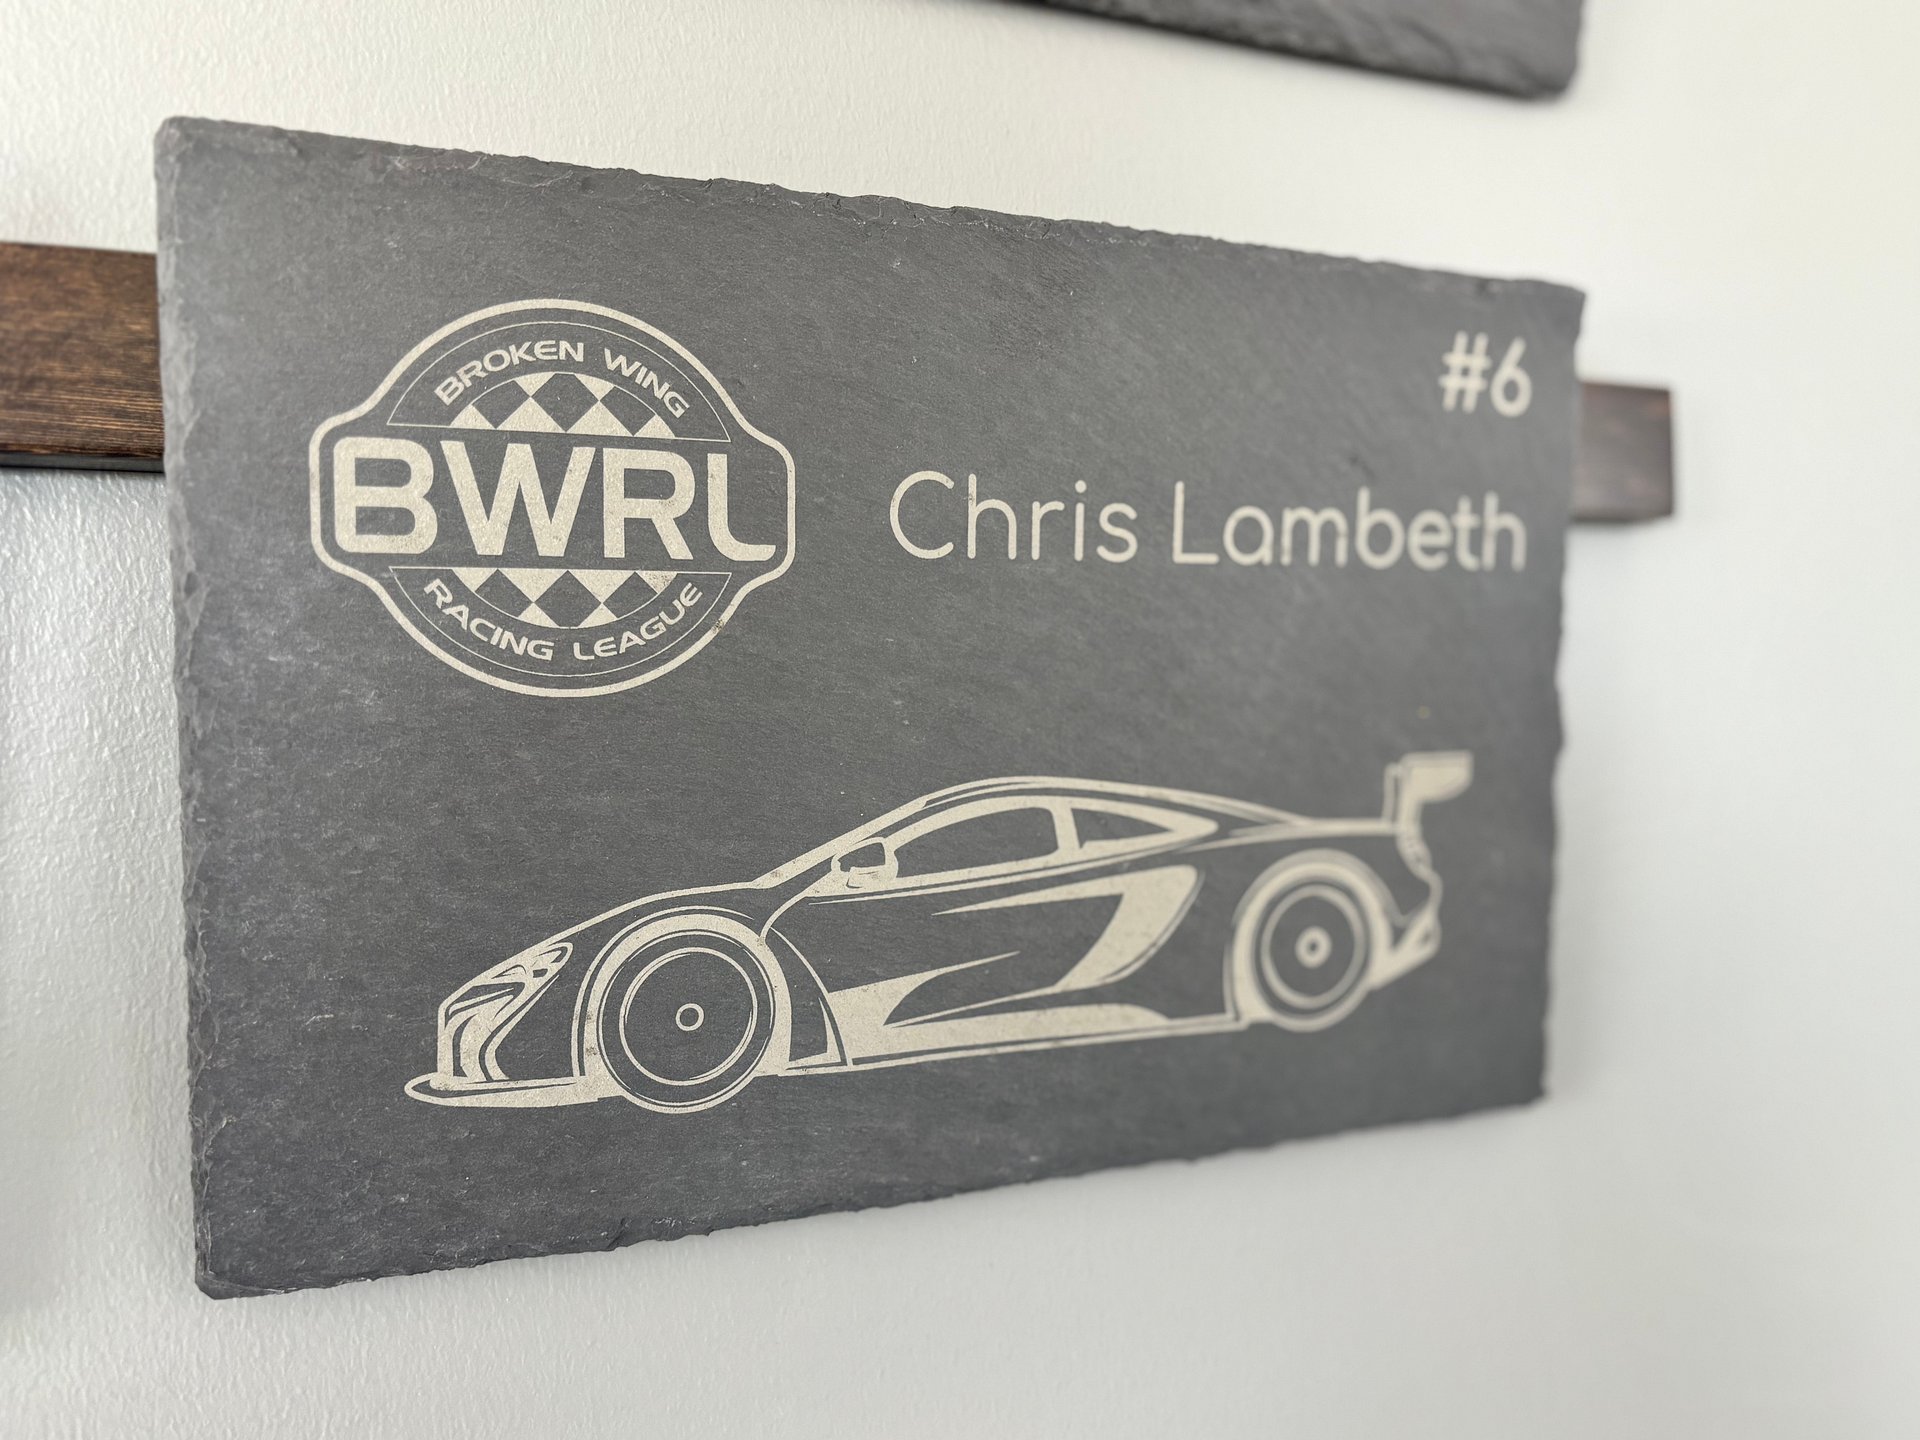 BROKEN WING
BWRL
RACING LEAGUE
#6
Chris Lambeth